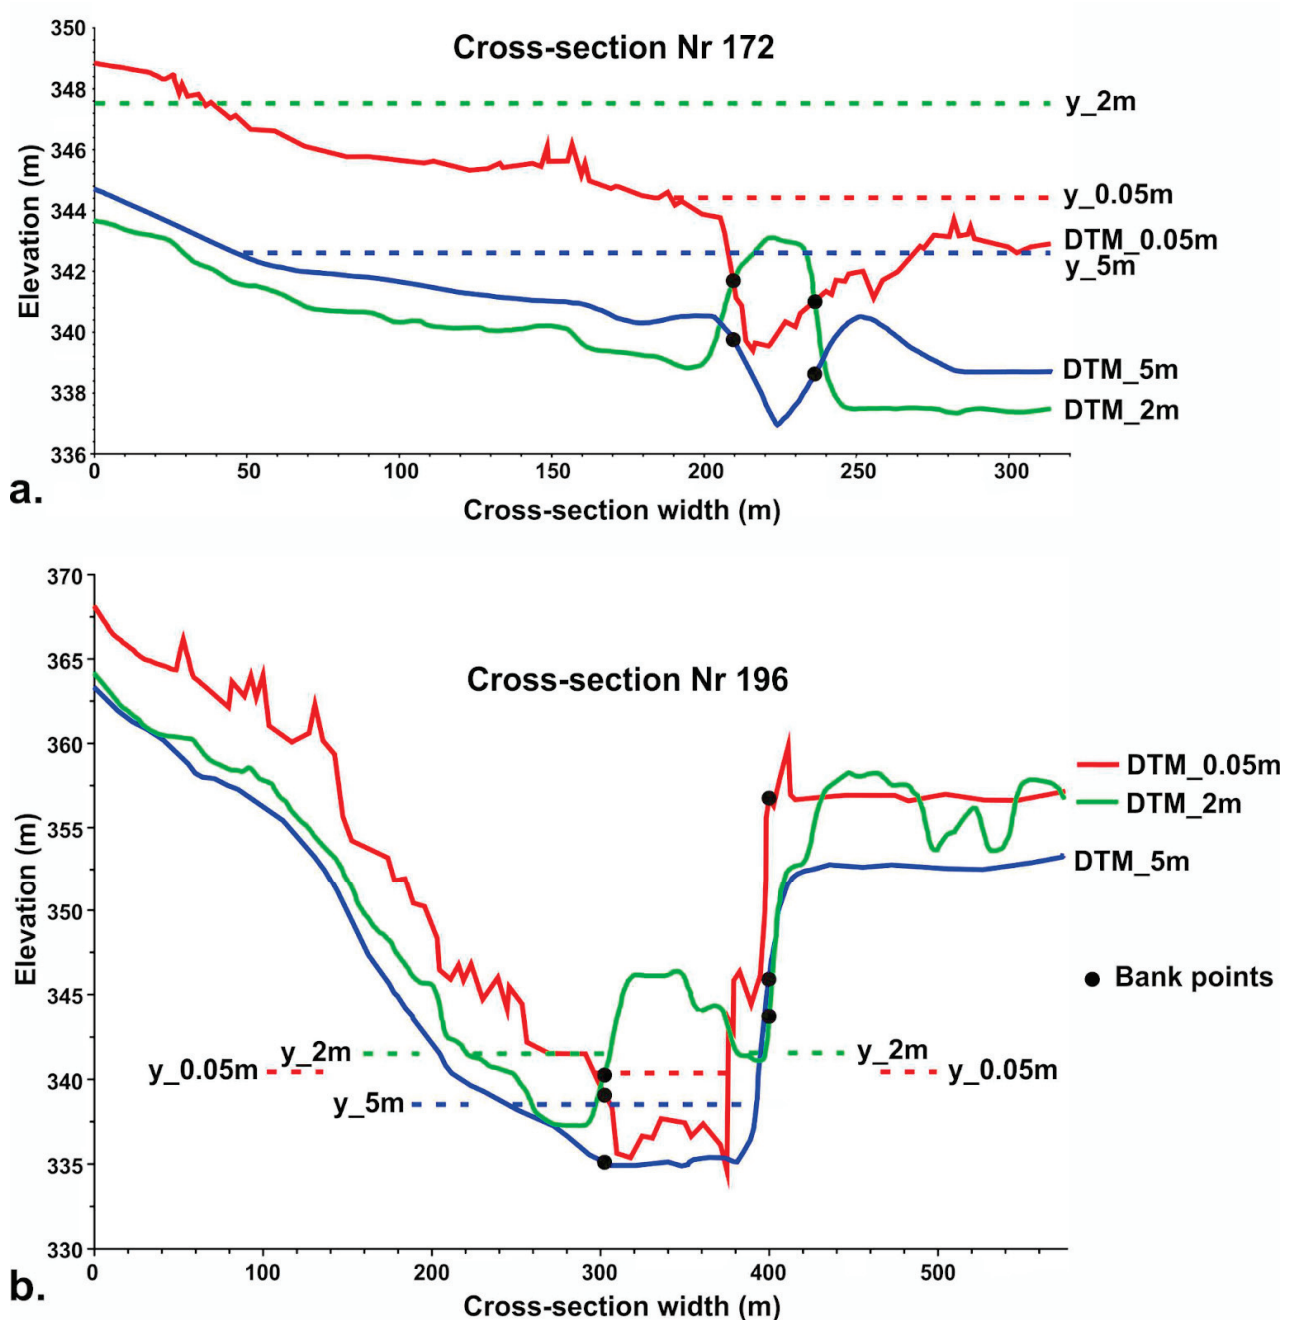 Cross-section Nr 172
Elevation (m)
350
348
346
344
342
340
338
336
y_2m
y_0.05m
DTM_0.05m
y_5m
DTM_5m
DTM_2m
0 50 100 150 200 250 300
a.
Cross-section width (m)
Cross-section Nr 196
Elevation (m)
370
365
360
355
350
345
340
335
330
DTM_0.05m
DTM_2m
DTM_5m
Bank points
y_2m
y_2m
y_0.05m
y_0.05m
y_5m
0 100 200 300 400 500
b.
Cross-section width (m)